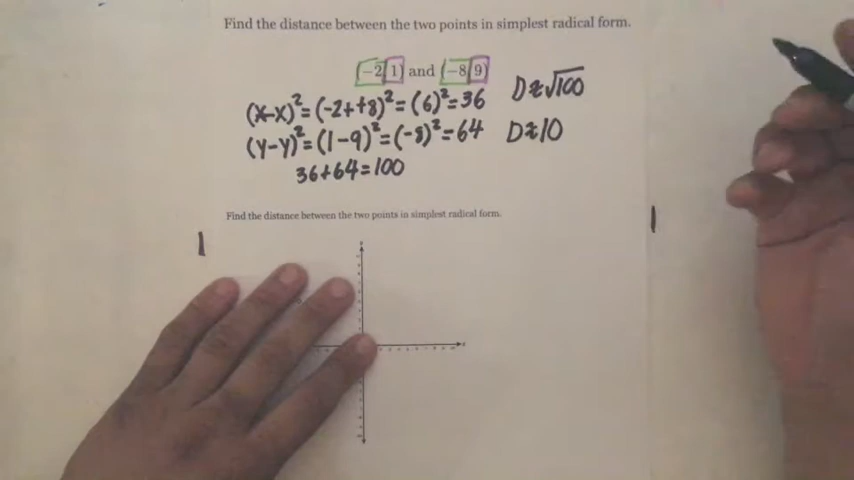 Find the distance between the two points in simplest radical form.
(-2,1) and (-8,9)
(x-x)²=(-2++8)²=(6)²=36 D≈√100
(y-y)²=(1-9)²=(-8)²=64 D≈10
36+64=100
Find the distance between the two points in simplest radical form.